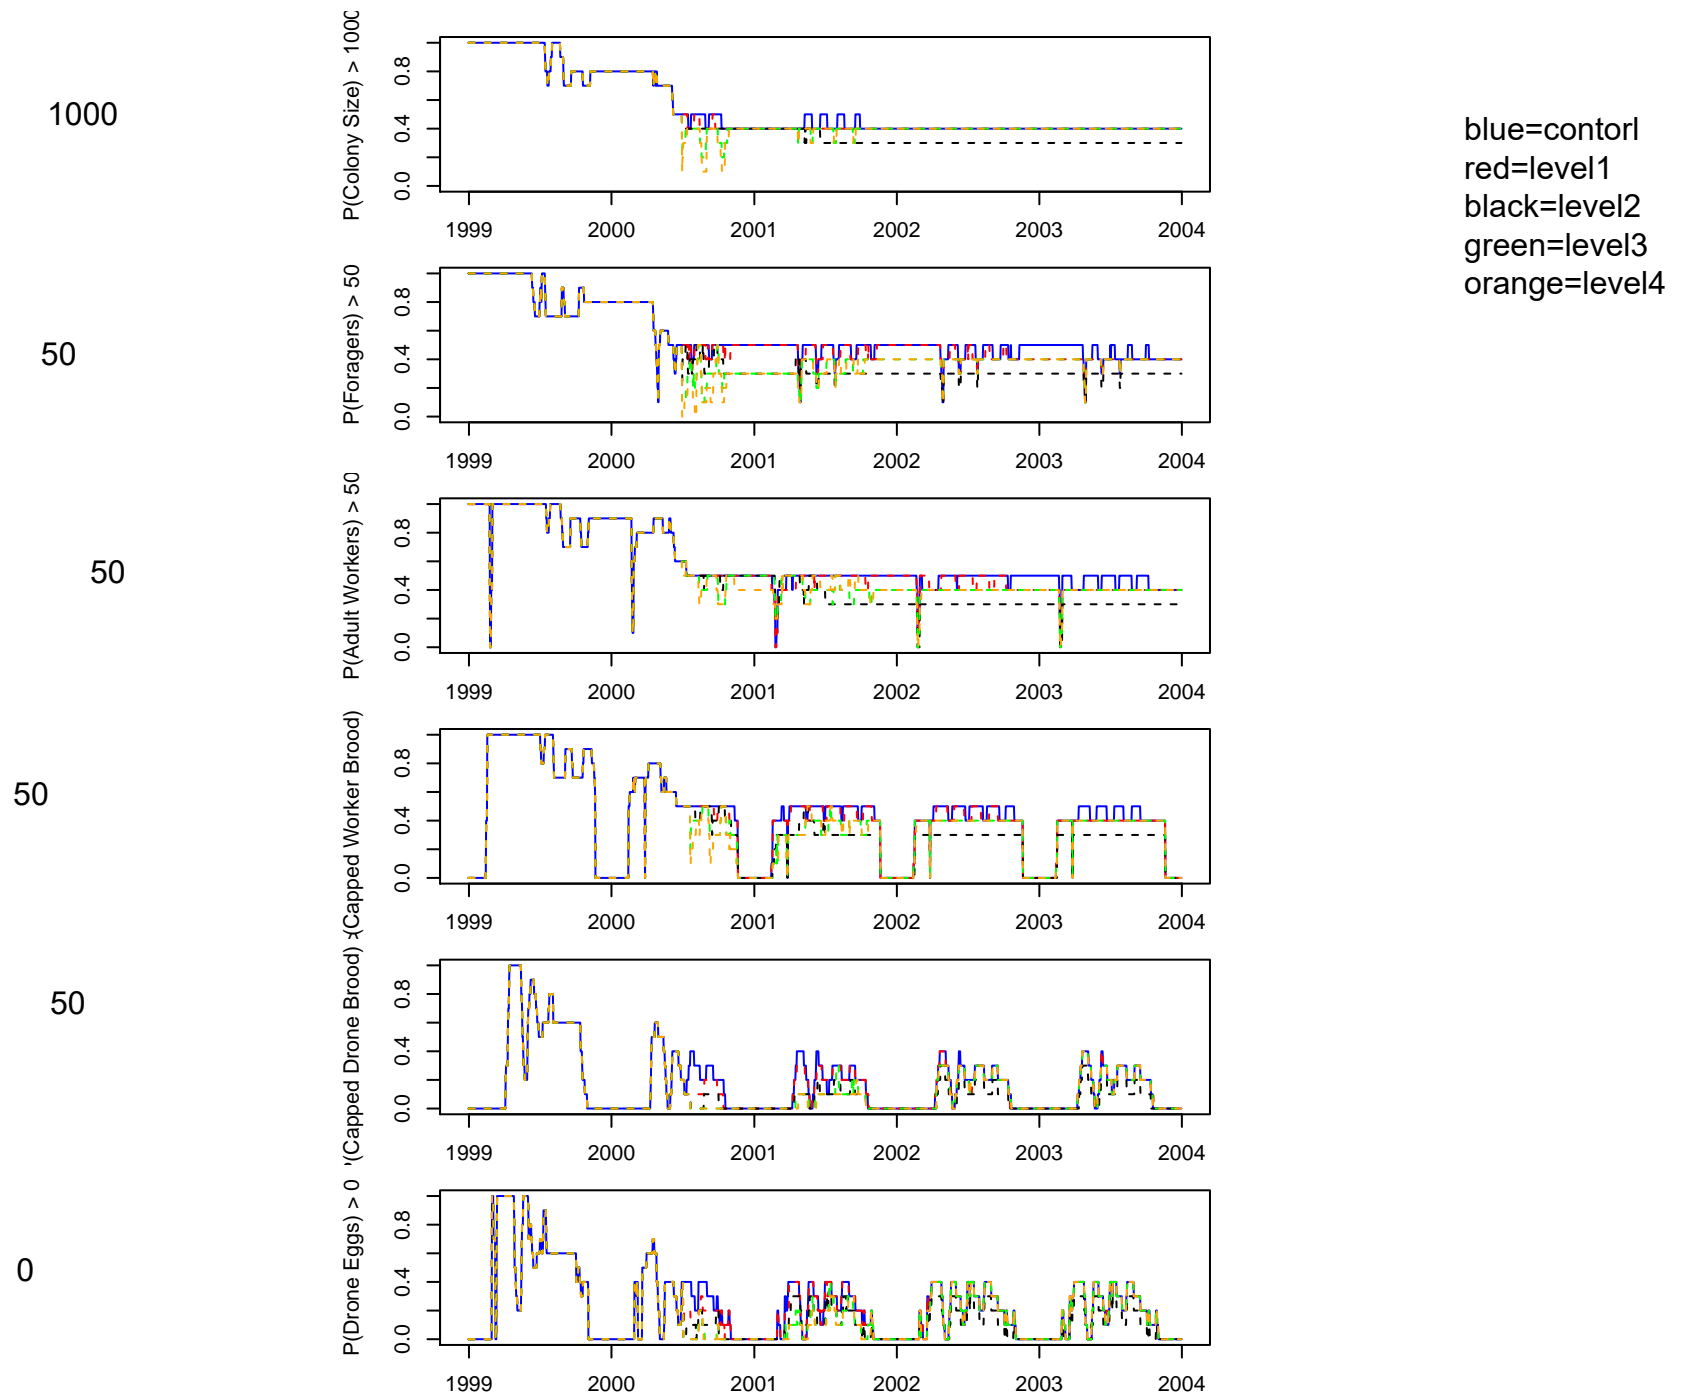 1000
P(Colony Size) > 1000
0.0 0.4 0.8
1999 2000 2001 2002 2003 2004
blue=contorl
red=level1
black=level2
green=level3
orange=level4
50
P(Foragers) > 50
0.0 0.4 0.8
1999 2000 2001 2002 2003 2004
50
P(Adult Workers) > 50
0.0 0.4 0.8
1999 2000 2001 2002 2003 2004
50
(Capped Worker Brood)
0.0 0.4 0.8
1999 2000 2001 2002 2003 2004
50
(Capped Drone Brood)
0.0 0.4 0.8
1999 2000 2001 2002 2003 2004
0
P(Drone Eggs) > 0
0.0 0.4 0.8
1999 2000 2001 2002 2003 2004